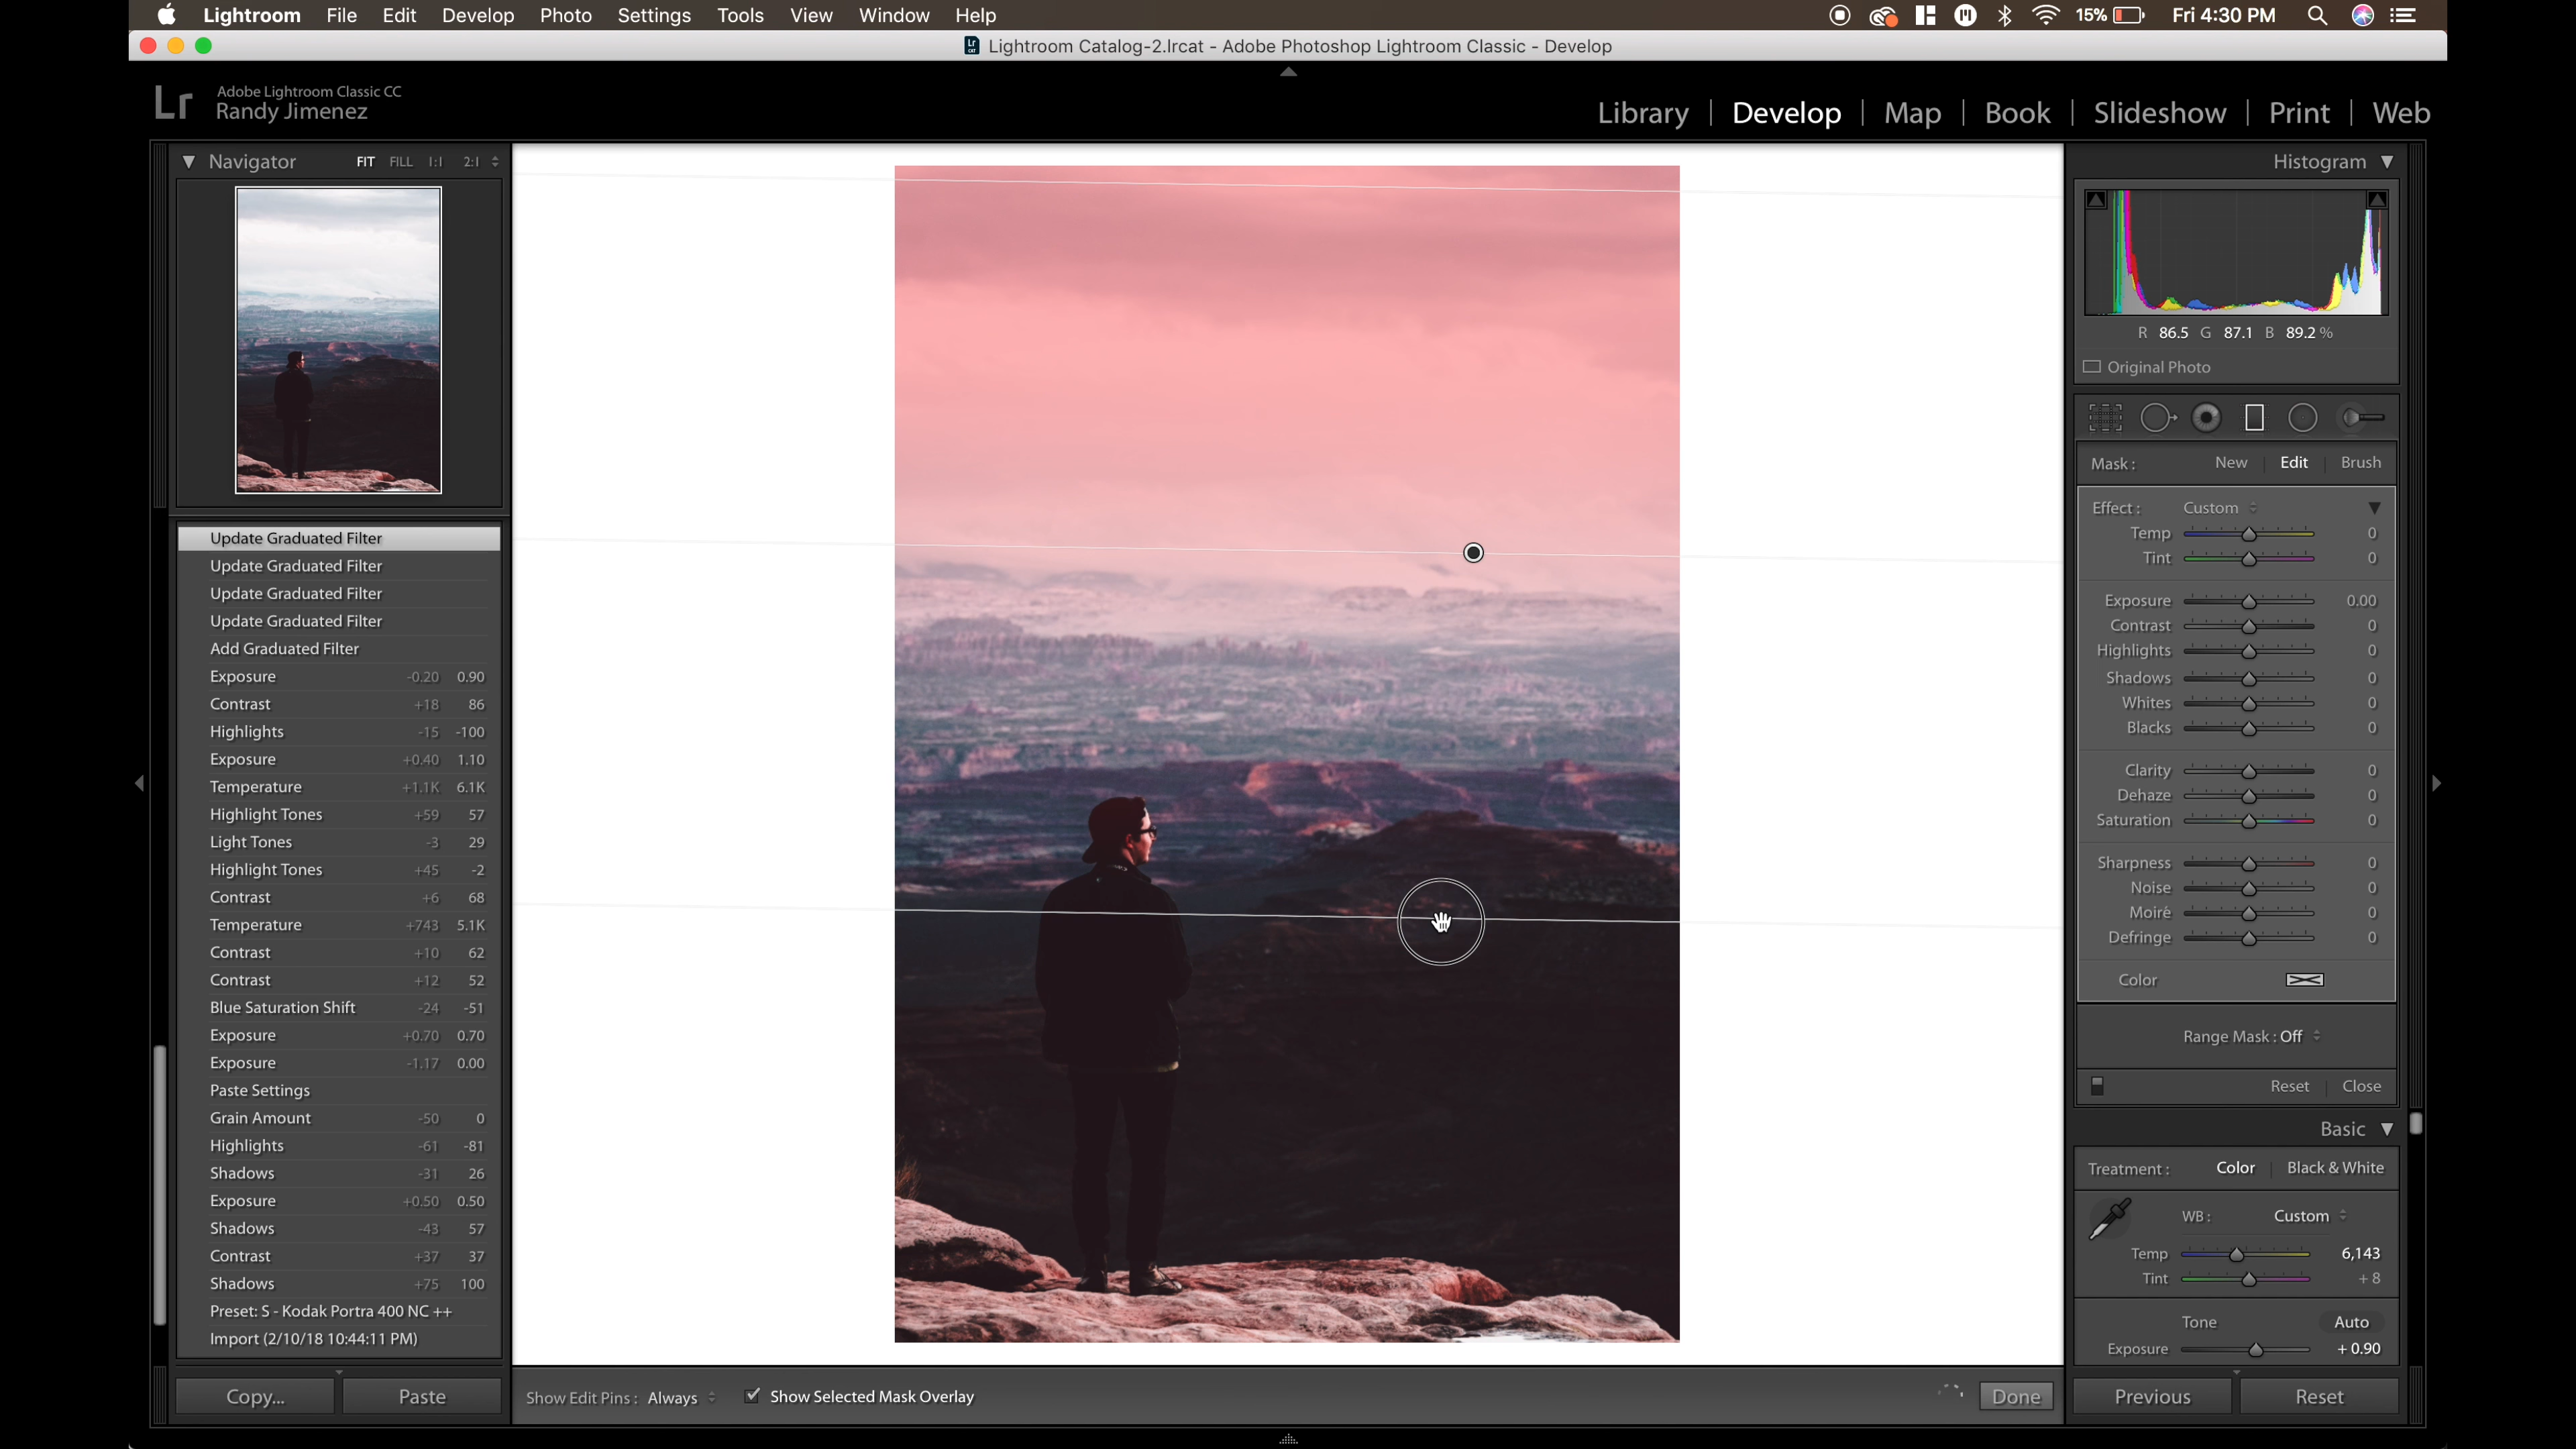 Lightroom File Edit Develop Photo Settings Tools View Window Help 15% Fri 4:30 PM
Lr CAT Lightroom Catalog-2.lrcat - Adobe Photoshop Lightroom Classic - Develop
Lr Adobe Lightroom Classic CC
Randy Jimenez
Library | Develop | Map | Book | Slideshow | Print | Web
Navigator FIT FILL 1:1 2:1
Update Graduated Filter
Update Graduated Filter
Update Graduated Filter
Update Graduated Filter
Add Graduated Filter
Exposure -0.20 0.90
Contrast +18 86
Highlights -15 -100
Exposure +0.40 1.10
Temperature +1.1K 6.1K
Highlight Tones +59 57
Light Tones -3 29
Highlight Tones +45 -2
Contrast +6 68
Temperature +743 5.1K
Contrast +10 62
Contrast +12 52
Blue Saturation Shift -24 -51
Exposure +0.70 0.70
Exposure -1.17 0.00
Paste Settings
Grain Amount -50 0
Highlights -61 -81
Shadows -31 26
Exposure +0.50 0.50
Shadows -43 57
Contrast +37 37
Shadows +75 100
Preset: S - Kodak Portra 400 NC ++
Import (2/10/18 10:44:11 PM)
Copy... Paste
Show Edit Pins : Always Show Selected Mask Overlay Done
Histogram
R 86.5 G 87.1 B 89.2 %
Original Photo
Mask : New Edit Brush
Effect : Custom
Temp 0
Tint 0
Exposure 0.00
Contrast 0
Highlights 0
Shadows 0
Whites 0
Blacks 0
Clarity 0
Dehaze 0
Saturation 0
Sharpness 0
Noise 0
Moiré 0
Defringe 0
Color
Range Mask : Off
Reset Close
Basic
Treatment : Color Black & White
WB : Custom
Temp 6,143
Tint + 8
Tone Auto
Exposure + 0.90
Previous Reset